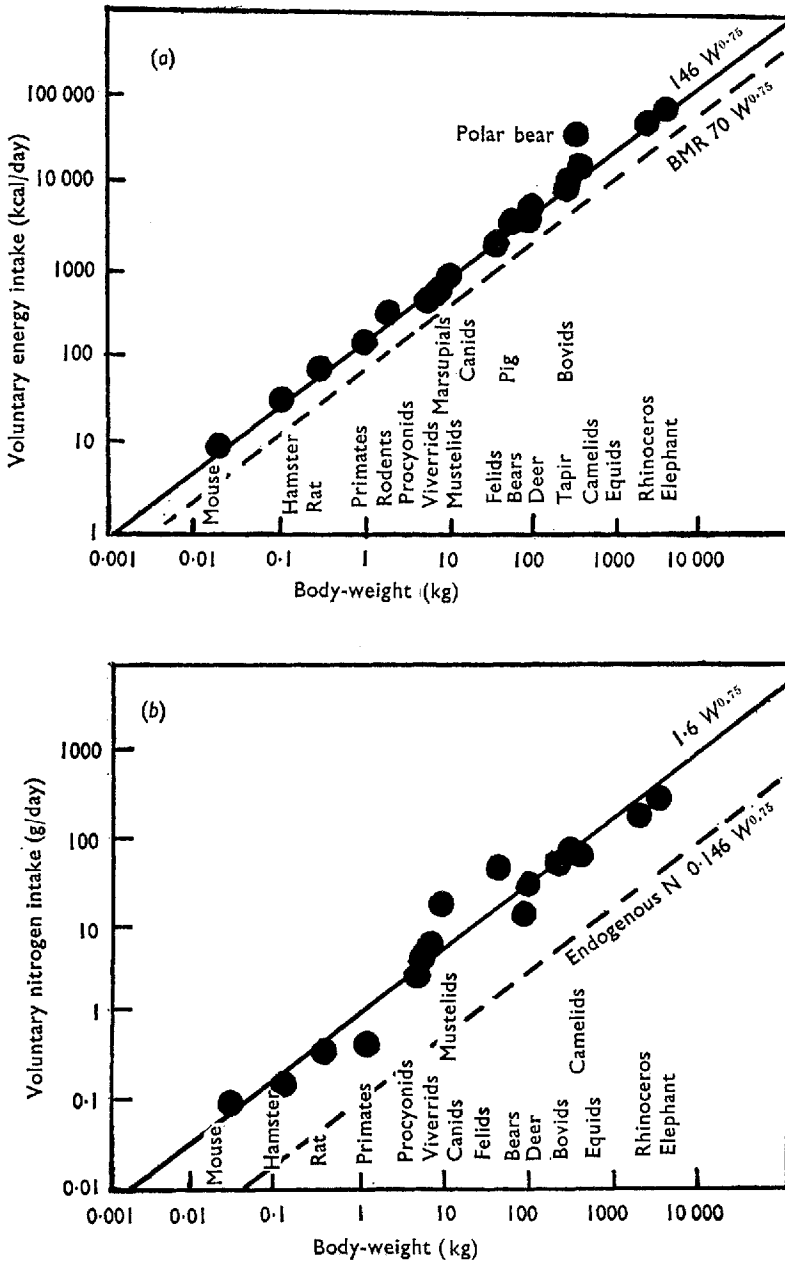 (a)
146 W0·75
BMR 70 W0·75
Polar bear
Voluntary energy intake (kcal/day)
100 000
10 000
1000
100
10
1
Mouse
Hamster
Rat
Primates
Rodents
Procyonids
Viverrids
Marsupials
Mustelids
Canids
Felids
Pig
Bears
Deer
Tapir
Bovids
Camelids
Equids
Rhinoceros
Elephant
0·001 0·01 0·1 1 10 100 1000 10 000
Body-weight (kg)
(b)
1·6 W0·75
Endogenous N 0·146 W0·75
Voluntary nitrogen intake (g/day)
1000
100
10
1
0·1
0·01
Mouse
Hamster
Rat
Primates
Procyonids
Viverrids
Mustelids
Canids
Felids
Bears
Deer
Bovids
Camelids
Equids
Rhinoceros
Elephant
0·001 0·01 0·1 1 10 100 1000 10 000
Body-weight (kg)